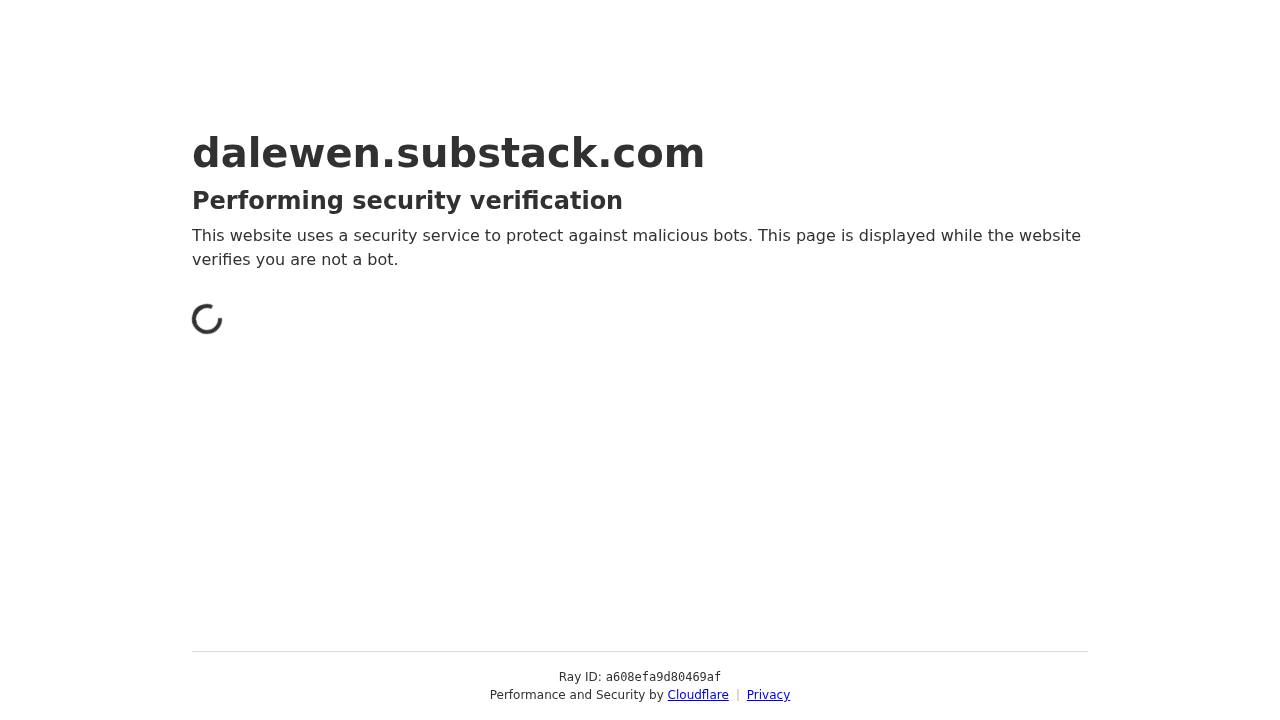 dalewen.substack.com
Performing security verification
This website uses a security service to protect against malicious bots. This page is displayed while the website
verifies you are not a bot.
Ray ID: a608efa9d80469af
Performance and Security by Cloudflare | Privacy